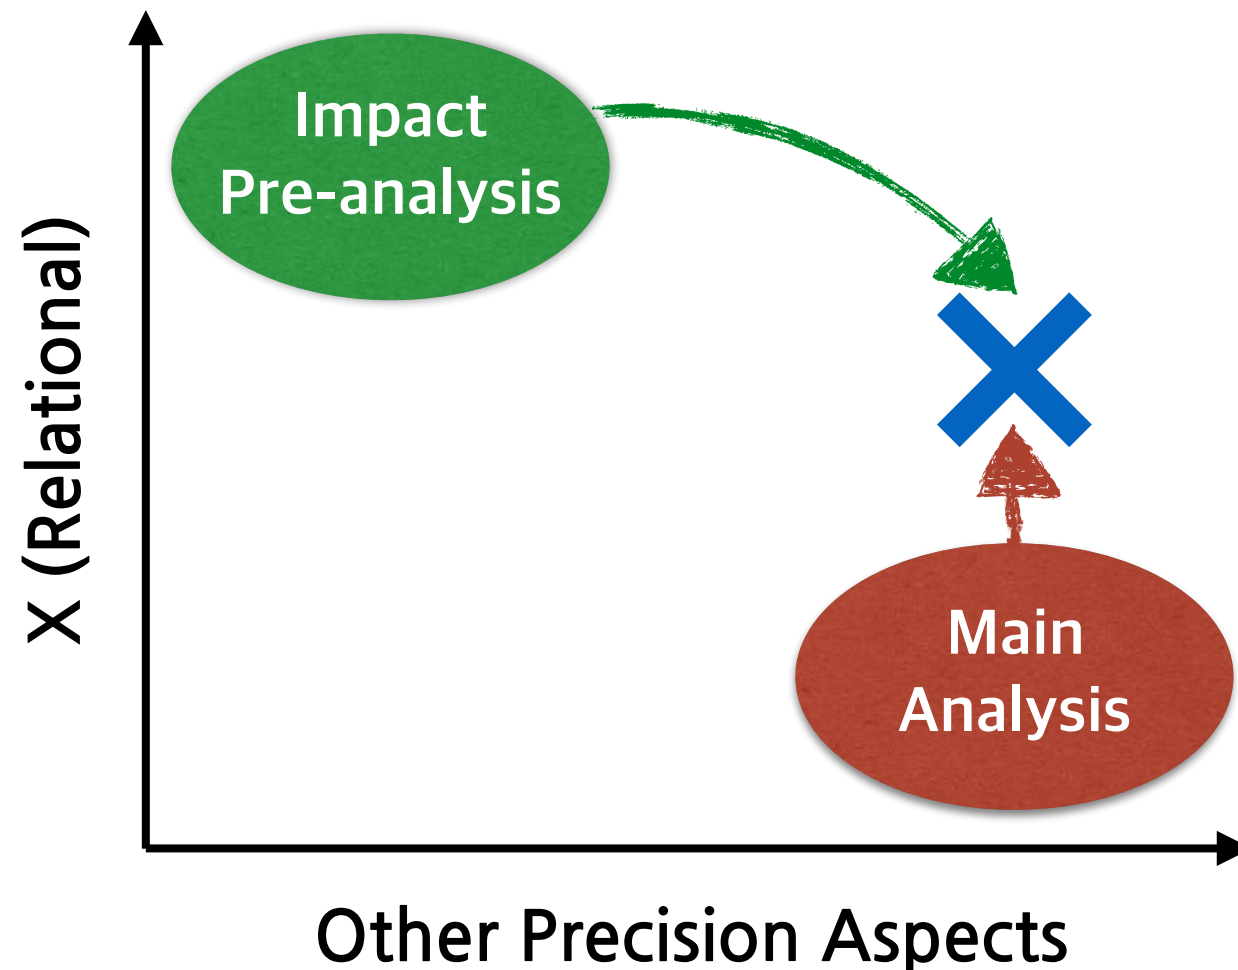 Impact
Pre-analysis
X (Relational)
Main
Analysis
Other Precision Aspects